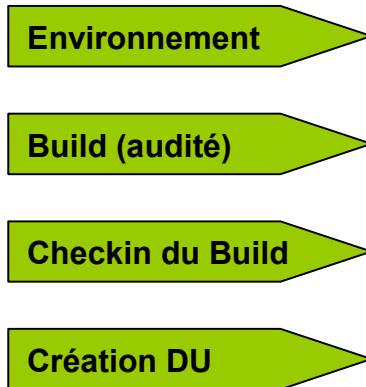 Environnement
Build (audité)
Checkin du Build
Création DU